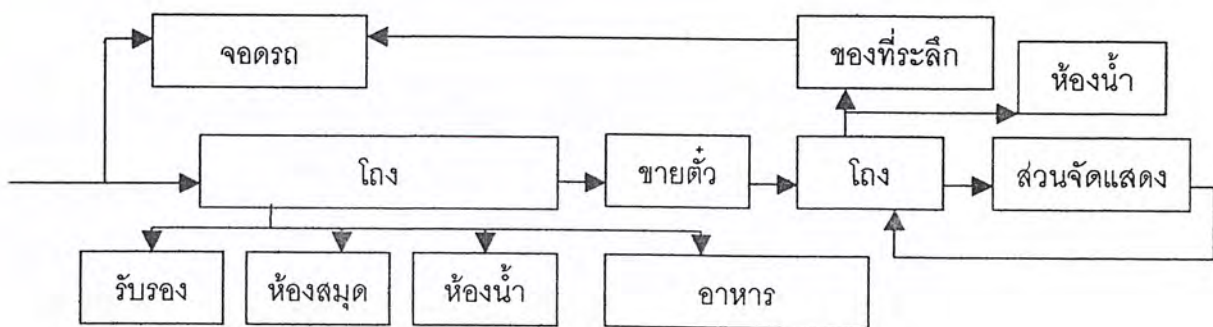 จอดรถ
ของที่ระลึก
ห้องน้ำ
โถง
ขายตั๋ว
โถง
ส่วนจัดแสดง
รับรอง
ห้องสมุด
ห้องน้ำ
อาหาร